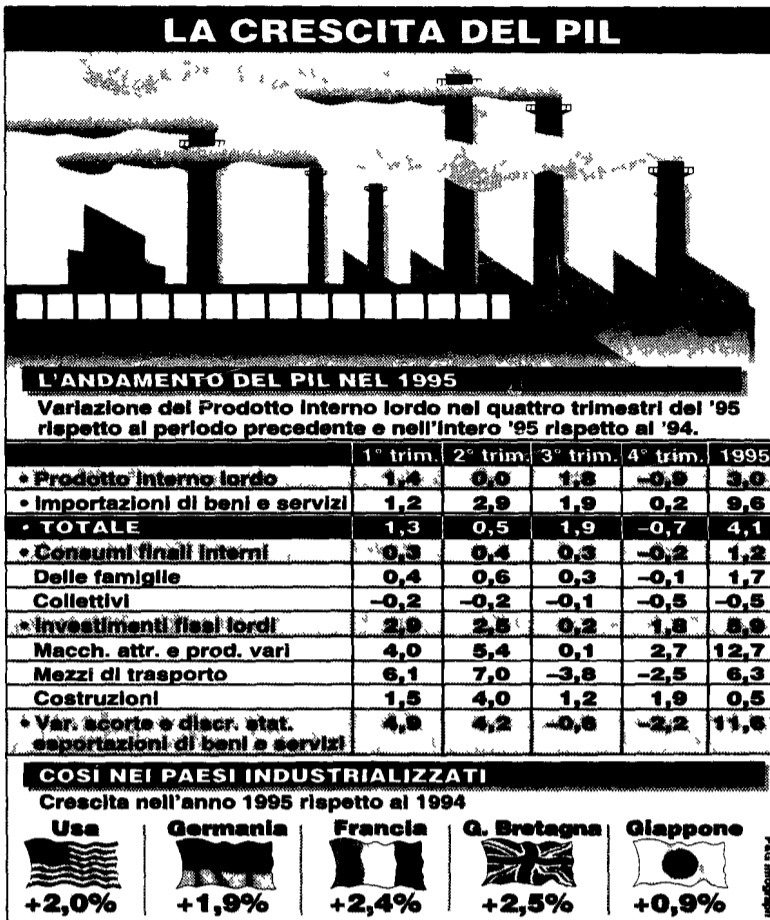 LA CRESCITA DEL PIL
L'ANDAMENTO DEL PIL NEL 1995
Variazione del Prodotto interno lordo nel quattro trimestri del '95
rispetto al periodo precedente e nell'intero '95 rispetto al '94.
1° trim. 2° trim. 3° trim. 4° trim. 1995
• Prodotto interno lordo 1,4 0,0 1,8 –0,9 3,0
• Importazioni di beni e servizi 1,2 2,9 1,9 0,2 9,6
• TOTALE 1,3 0,5 1,9 –0,7 4,1
• Consumi finali interni 0,3 0,4 0,3 –0,2 1,2
Delle famiglie 0,4 0,6 0,3 –0,1 1,7
Collettivi –0,2 –0,2 –0,1 –0,5 –0,5
• Investimenti fissi lordi 2,9 2,5 0,2 1,8 5,9
Macch. attr. e prod. vari 4,0 5,4 0,1 2,7 12,7
Mezzi di trasporto 6,1 7,0 –3,8 –2,5 6,3
Costruzioni 1,5 4,0 1,2 1,9 0,5
• Var. scorte e discr. stat. 4,9 4,2 –0,6 –2,2 11,6
esportazioni di beni e servizi
COSÌ NEI PAESI INDUSTRIALIZZATI
Crescita nell'anno 1995 rispetto al 1994
Usa Germania Francia G. Bretagna Giappone
+2,0% +1,9% +2,4% +2,5% +0,9%